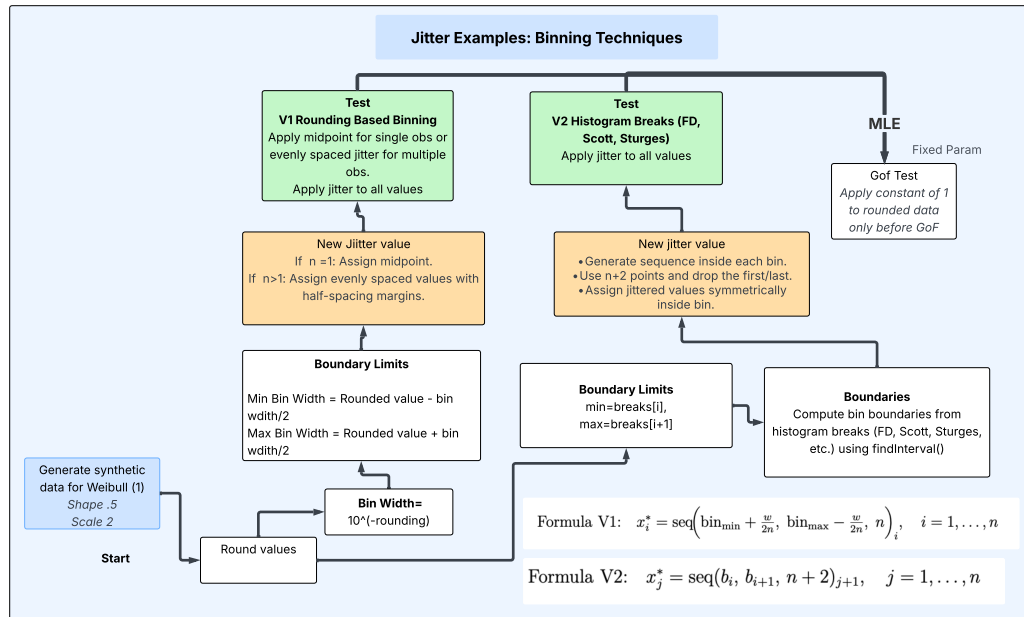 Jitter Examples: Binning Techniques
Test
V1 Rounding Based Binning
Apply midpoint for single obs or
evenly spaced jitter for multiple
obs.
Apply jitter to all values
Test
V2 Histogram Breaks (FD,
Scott, Sturges)
Apply jitter to all values
MLE
Fixed Param
Gof Test
Apply constant of 1
to rounded data
only before GoF
New Jiitter value
If n =1: Assign midpoint.
If n>1: Assign evenly spaced values with
half-spacing margins.
New jitter value
•Generate sequence inside each bin.
•Use n+2 points and drop the first/last.
•Assign jittered values symmetrically
inside bin.
Boundary Limits
Min Bin Width = Rounded value - bin
wdith/2
Max Bin Width = Rounded value + bin
wdith/2
Boundary Limits
min=breaks[i],
max=breaks[i+1]
Boundaries
Compute bin boundaries from
histogram breaks (FD, Scott, Sturges,
etc.) using findInterval()
Generate synthetic
data for Weibull (1)
Shape .5
Scale 2
Bin Width=
10^(-rounding)
Start
Round values
Formula V1: x_i^* = seq(bin_min + w/2n, bin_max − w/2n, n)_i, i = 1, . . . , n
Formula V2: x_j^* = seq(b_i, b_{i+1}, n + 2)_{j+1}, j = 1, . . . , n